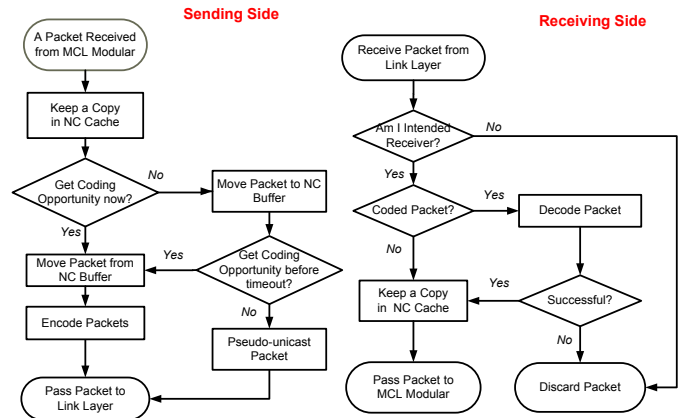 Sending Side
A Packet Received
from MCL Modular
Keep a Copy
in NC Cache
Get Coding
Opportunity now?
No
Yes
Move Packet to NC
Buffer
Get Coding
Opportunity before
timeout?
Yes
No
Move Packet from
NC Buffer
Encode Packets
Pseudo-unicast
Packet
Pass Packet to
Link Layer
Receiving Side
Receive Packet from
Link Layer
Am I Intended
Receiver?
No
Yes
Coded Packet?
Yes
No
Decode Packet
Successful?
Yes
No
Keep a Copy
in NC Cache
Pass Packet to
MCL Modular
Discard Packet